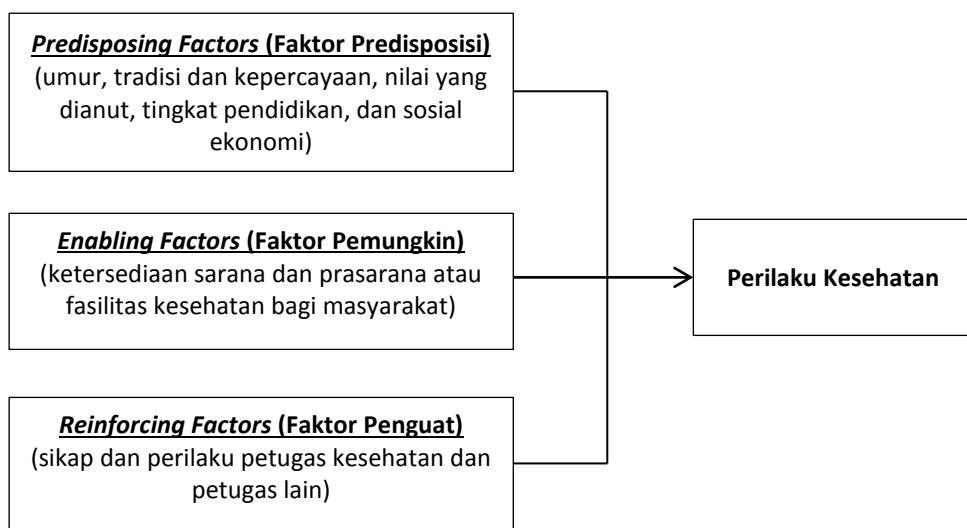 Predisposing Factors (Faktor Predisposisi)
(umur, tradisi dan kepercayaan, nilai yang
dianut, tingkat pendidikan, dan sosial
ekonomi)
Enabling Factors (Faktor Pemungkin)
(ketersediaan sarana dan prasarana atau
fasilitas kesehatan bagi masyarakat)
Perilaku Kesehatan
Reinforcing Factors (Faktor Penguat)
(sikap dan perilaku petugas kesehatan dan
petugas lain)